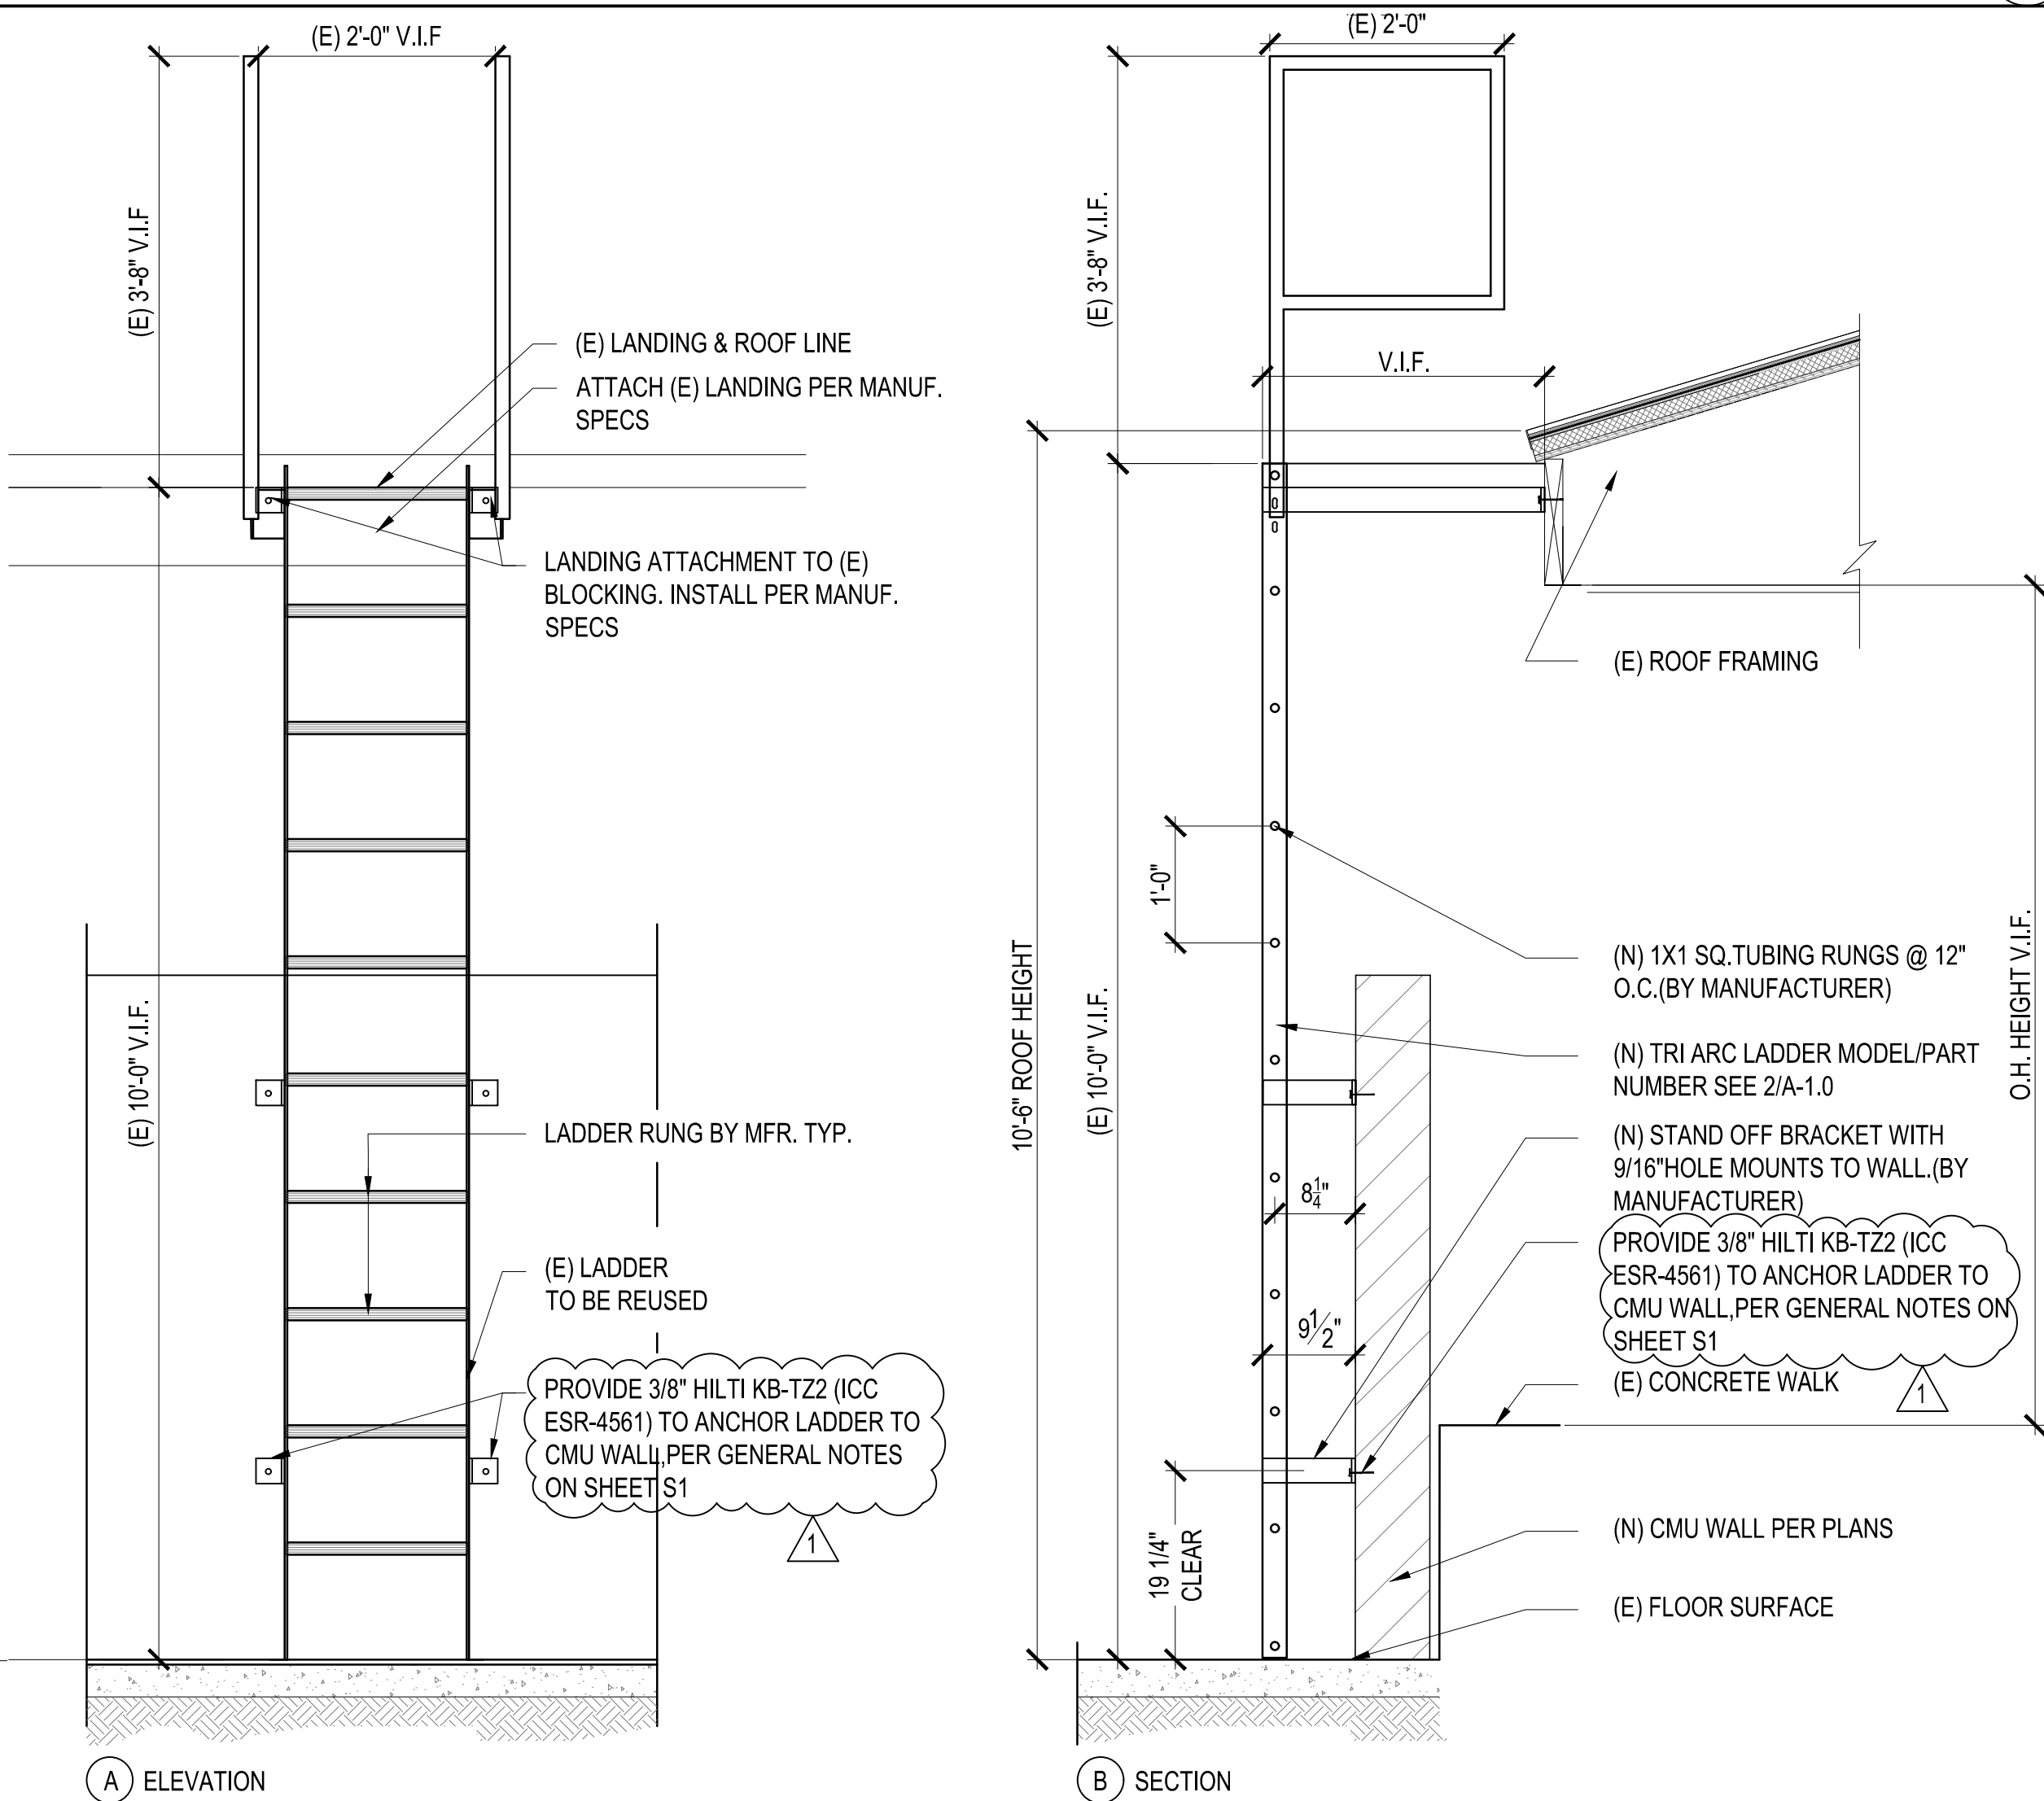 (E) 2'-0" V.I.F
(E) 3'-8" V.I.F
(E) LANDING & ROOF LINE
ATTACH (E) LANDING PER MANUF.
SPECS
LANDING ATTACHMENT TO (E)
BLOCKING. INSTALL PER MANUF.
SPECS
(E) 10'-0" V.I.F.
LADDER RUNG BY MFR. TYP.
(E) LADDER
TO BE REUSED
PROVIDE 3/8" HILTI KB-TZ2 (ICC
ESR-4561) TO ANCHOR LADDER TO
CMU WALL,PER GENERAL NOTES
ON SHEET S1
1
A ELEVATION
(E) 2'-0"
(E) 3'-8" V.I.F.
V.I.F.
(E) ROOF FRAMING
1'-0"
10'-6" ROOF HEIGHT
(E) 10'-0" V.I.F.
O.H. HEIGHT V.I.F.
(N) 1X1 SQ.TUBING RUNGS @ 12"
O.C.(BY MANUFACTURER)
(N) TRI ARC LADDER MODEL/PART
NUMBER SEE 2/A-1.0
(N) STAND OFF BRACKET WITH
9/16"HOLE MOUNTS TO WALL.(BY
MANUFACTURER)
8 1/4"
PROVIDE 3/8" HILTI KB-TZ2 (ICC
ESR-4561) TO ANCHOR LADDER TO
CMU WALL,PER GENERAL NOTES ON
SHEET S1
1
9 1/2"
(E) CONCRETE WALK
19 1/4"
CLEAR
(N) CMU WALL PER PLANS
(E) FLOOR SURFACE
B SECTION